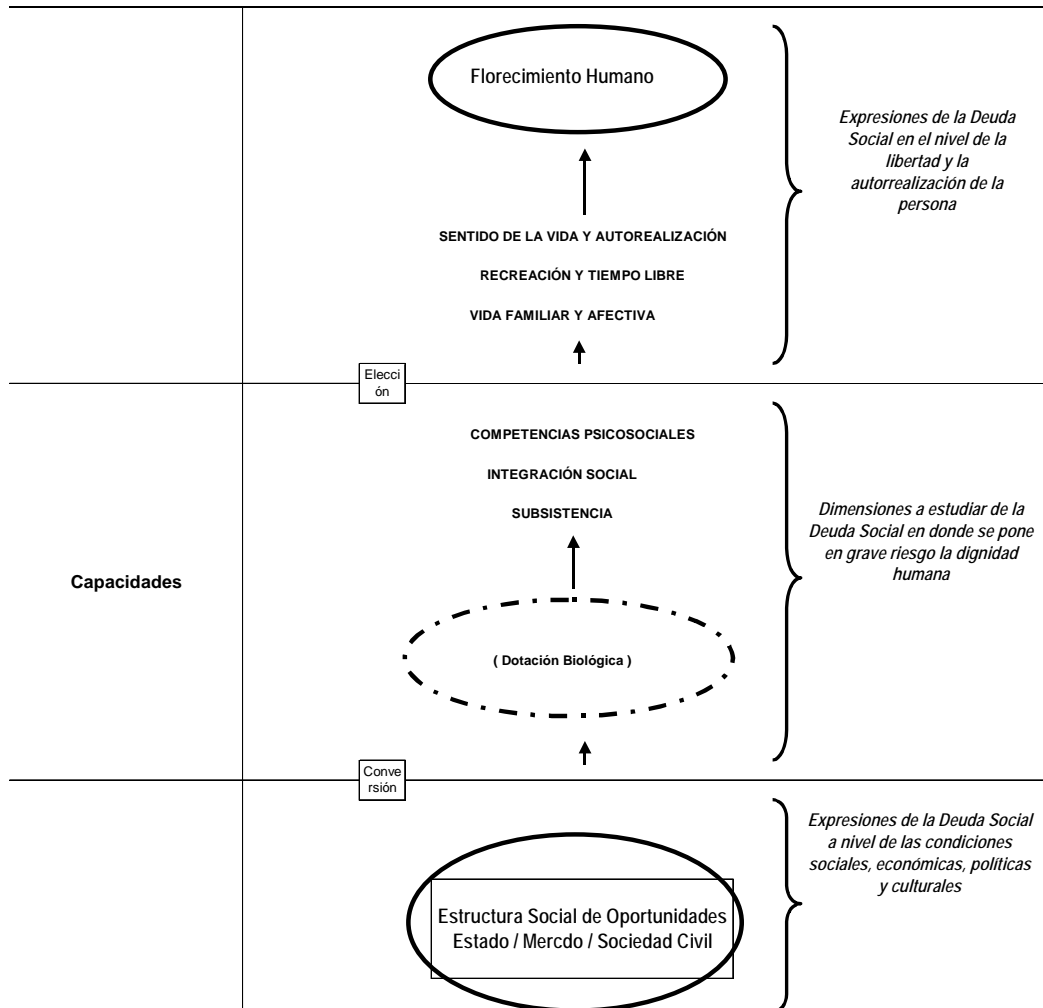 Florecimiento Humano
Expresiones de la Deuda
Social en el nivel de la
libertad y la
autorrealización de la
persona
SENTIDO DE LA VIDA Y AUTOREALIZACIÓN
RECREACIÓN Y TIEMPO LIBRE
VIDA FAMILIAR Y AFECTIVA
Elecci
ón
Capacidades
COMPETENCIAS PSICOSOCIALES
INTEGRACIÓN SOCIAL
SUBSISTENCIA
( Dotación Biológica )
Dimensiones a estudiar de la
Deuda Social en donde se pone
en grave riesgo la dignidad
humana
Conve
rsión
Estructura Social de Oportunidades
Estado / Mercdo / Sociedad Civil
Expresiones de la Deuda Social
a nivel de las condiciones
sociales, económicas, políticas
y culturales